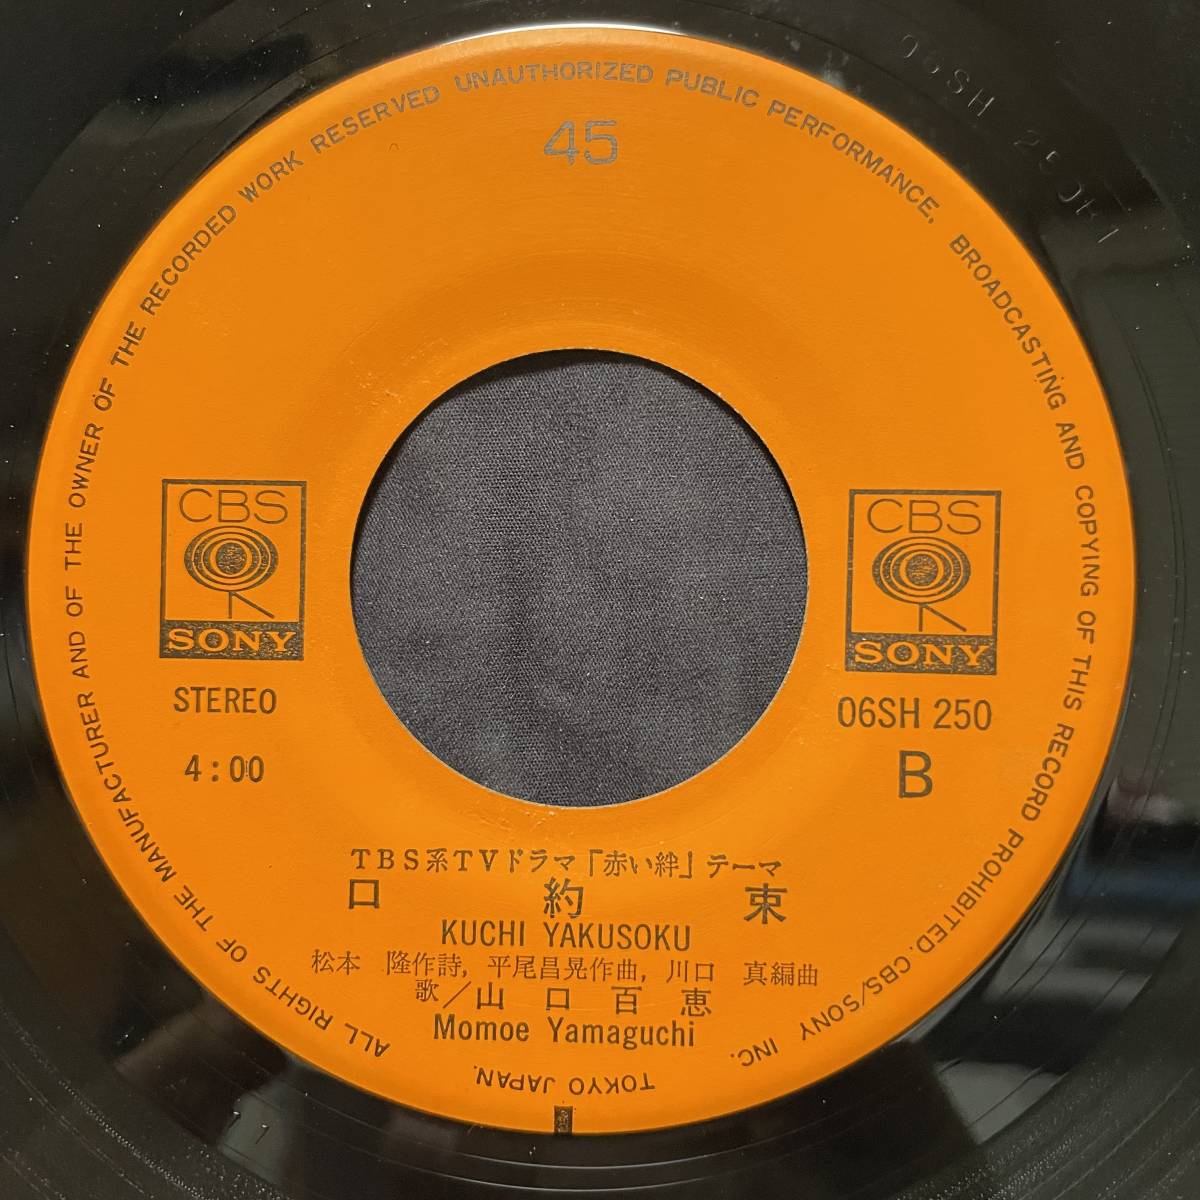 ALL RIGHTS OF THE MANUFACTURER AND OF THE OWNER OF THE RECORDED WORK RESERVED UNAUTHORIZED PUBLIC PERFORMANCE, BROADCASTING AND COPYING OF THIS RECORD PROHIBITED. CBS/SONY INC. TOKYO JAPAN.
45
CBS
SONY
STEREO
4:00
CBS
SONY
06SH 250
B
TBS系TVドラマ「赤い絆」テーマ
口約束
KUCHI YAKUSOKU
松本 隆作詩, 平尾昌晃作曲, 川口 真編曲
歌/山口百恵
Momoe Yamaguchi